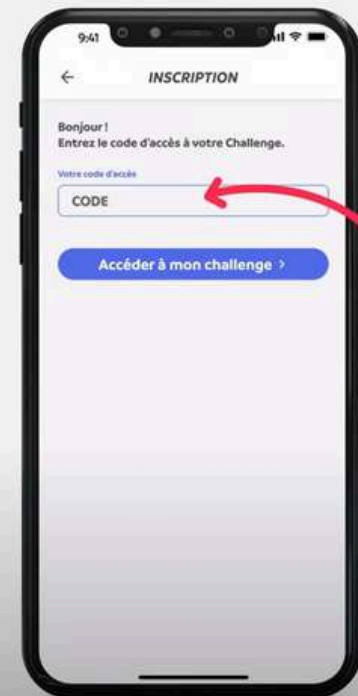 9:41
INSCRIPTION
Bonjour !
Entrez le code d'accès à votre Challenge.
Votre code d'accès
CODE
Accéder à mon challenge >